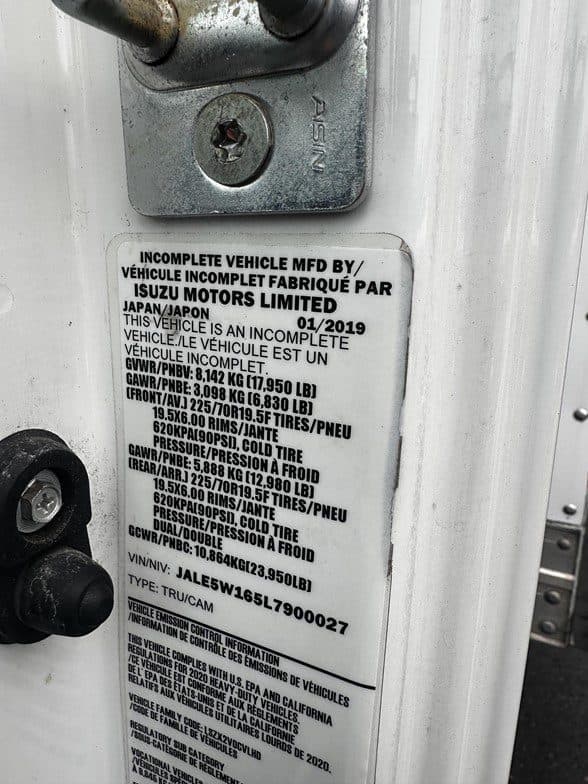 AISIN
INCOMPLETE VEHICLE MFD BY/
VÉHICULE INCOMPLET FABRIQUÉ PAR
ISUZU MOTORS LIMITED
JAPAN/JAPON 01/2019
THIS VEHICLE IS AN INCOMPLETE
VEHICLE./LE VÉHICULE EST UN
VÉHICULE INCOMPLET.
GVWR/PNBV: 8,142 KG (17,950 LB)
GAWR/PNBE: 3,098 KG (6,830 LB)
(FRONT/AV.) 225/70R19.5F TIRES/PNEU
19.5X6.00 RIMS/JANTE
620KPA(90PSI), COLD TIRE
PRESSURE/PRESSION À FROID
GAWR/PNBE: 5,888 KG (12,980 LB)
(REAR/ARR.) 225/70R19.5F TIRES/PNEU
19.5X6.00 RIMS/JANTE
620KPA(90PSI), COLD TIRE
PRESSURE/PRESSION À FROID
DUAL/DOUBLE
GCWR/PNBC: 10,864KG(23,950LB)
VIN/NIV: JALE5W165L7900027
TYPE: TRU/CAM
VEHICLE EMISSION CONTROL INFORMATION
/INFORMATION DE CONTRÔLE DES ÉMISSIONS DE VÉHICULES
THIS VEHICLE COMPLIES WITH U.S. EPA AND CALIFORNIA
REGULATIONS FOR 2020 HEAVY-DUTY VEHICLES.
/CE VÉHICULE EST CONFORME AUX RÈGLEMENTS
DE L' EPA DES ÉTATS-UNIS ET DE LA CALIFORNIE
RELATIFS AUX VÉHICULES UTILITAIRES LOURDS DE 2020.
VEHICLE FAMILY CODE: LSZX2VOCVLHD
/CODE DE FAMILLE DE VÉHICULES
REGULATORY SUB CATEGORY
/SOUS-CATÉGORIE DE RÉGLEMENT
VOCATIONAL VEHICLES
/VÉHICULES